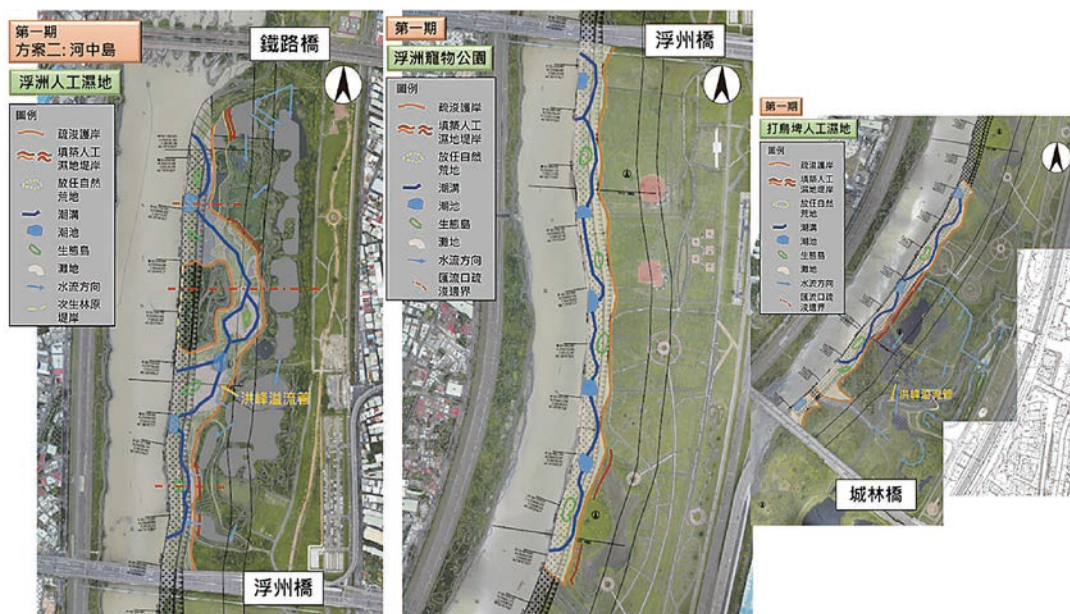 第一期
方案二:河中島
浮洲人工濕地
圖例
疏浚護岸
填築人工
濕地堤岸
放任自然
荒地
潮溝
潮池
生態島
灘地
水流方向
次生林原
堤岸
鐵路橋
洪峰溢流管
浮州橋
第一期
浮洲寵物公園
圖例
疏浚護岸
填築人工
濕地堤岸
放任自然
荒地
潮溝
潮池
生態島
灘地
水流方向
匯流口疏
浚邊界
浮州橋
第一期
打鳥埤人工濕地
圖例
疏浚護岸
填築人工
濕地堤岸
放任自然
荒地
潮溝
潮池
生態島
灘地
水流方向
匯流口疏
浚邊界
洪峰溢流管
城林橋